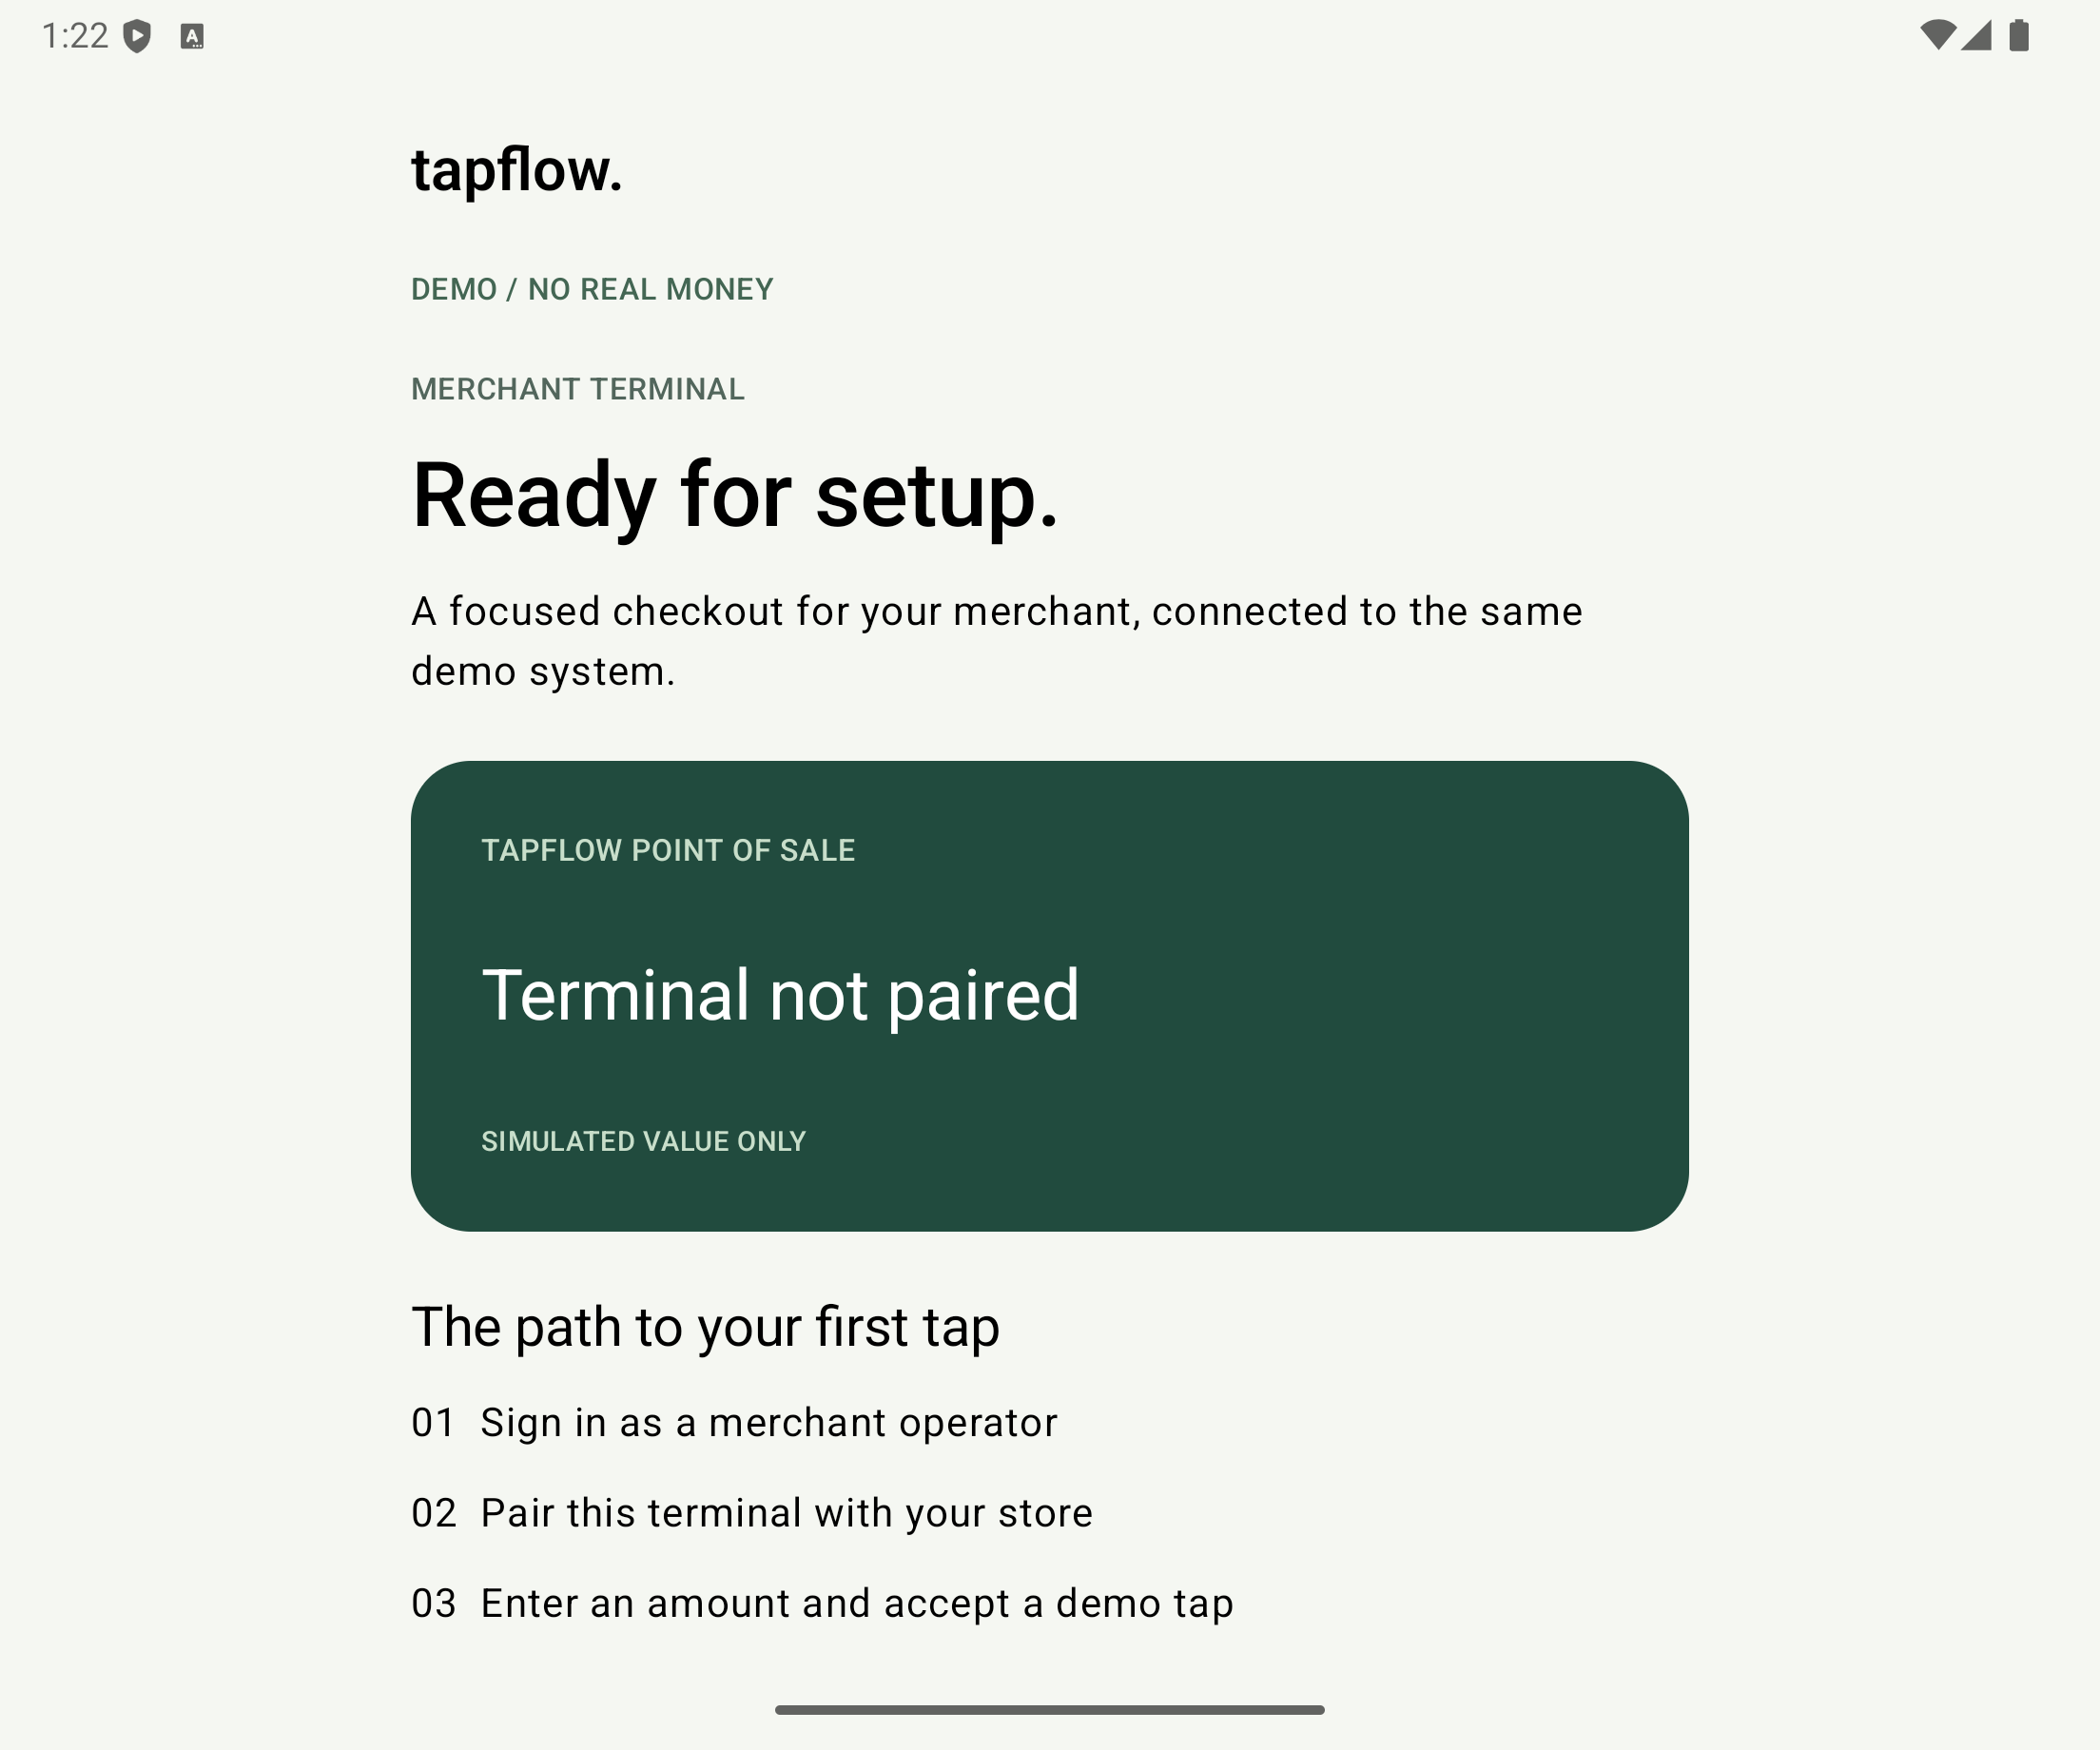 1:22
tapflow.
DEMO / NO REAL MONEY
MERCHANT TERMINAL
Ready for setup.
A focused checkout for your merchant, connected to the same
demo system.
TAPFLOW POINT OF SALE
Terminal not paired
SIMULATED VALUE ONLY
The path to your first tap
01 Sign in as a merchant operator
02 Pair this terminal with your store
03 Enter an amount and accept a demo tap